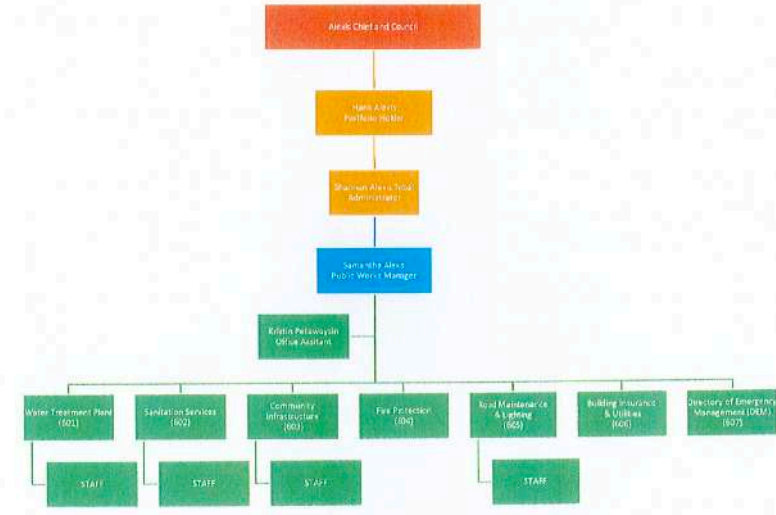 Alexis Chief and Council
Hank Alexis
Portfolio Holder
Shannon Alexis Tribal
Administrator
Samantha Alexis
Public Works Manager
Kristin Potawaysin
Office Assitant
Water Treatment Plant
(601)
Sanitation Services
(602)
Community
Infrastructure
(603)
Fire Protection
(604)
Road Maintenance
& Lighting
(605)
Building Insurance
& Utilities
(606)
Directory of Emergency
Management (DEM)
(607)
STAFF
STAFF
STAFF
STAFF